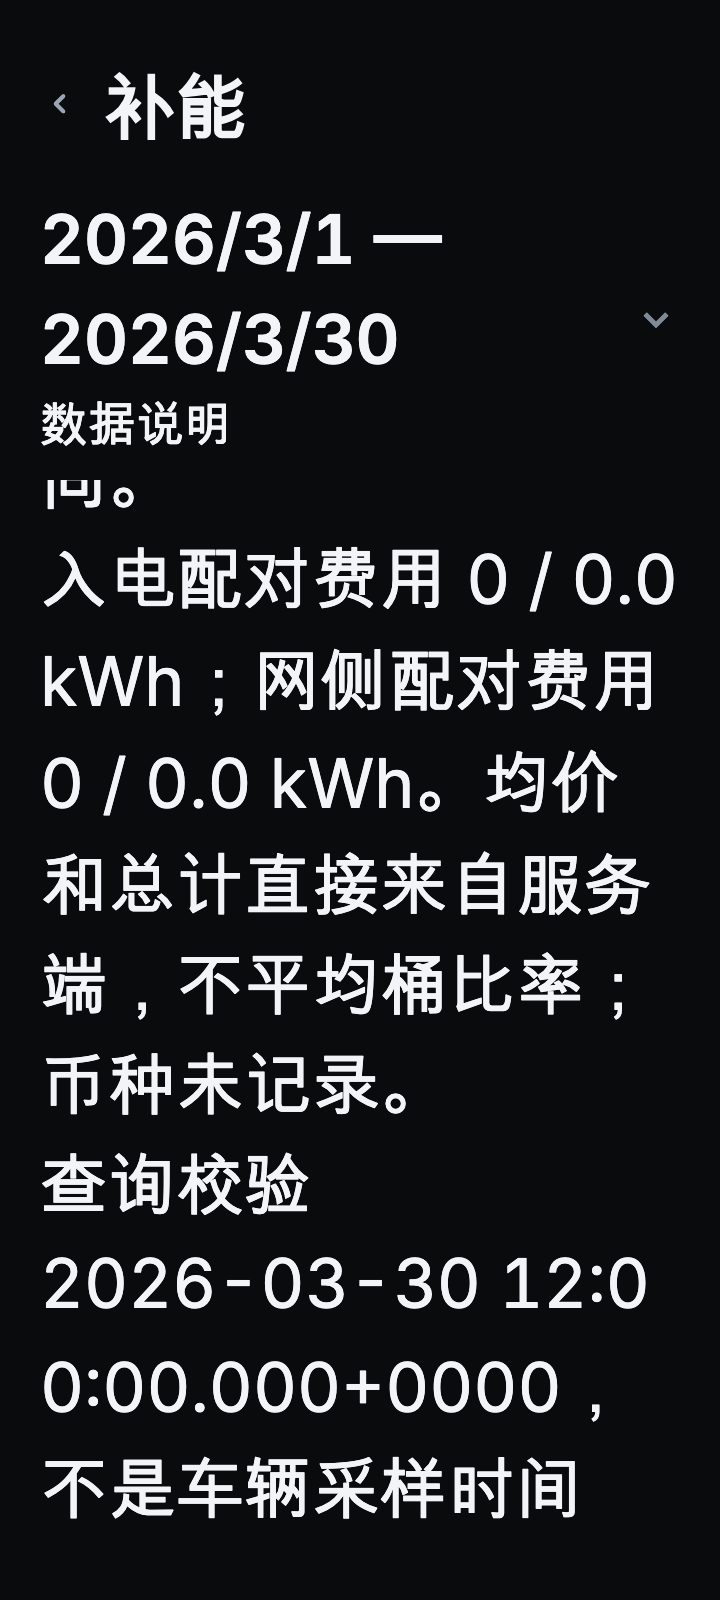 补能
2026/3/1 —
2026/3/30
数据说明
间。
入电配对费用 0 / 0.0
kWh；网侧配对费用
0 / 0.0 kWh。均价
和总计直接来自服务
端，不平均桶比率；
币种未记录。
查询校验
2026-03-30 12:0
0:00.000+0000，
不是车辆采样时间